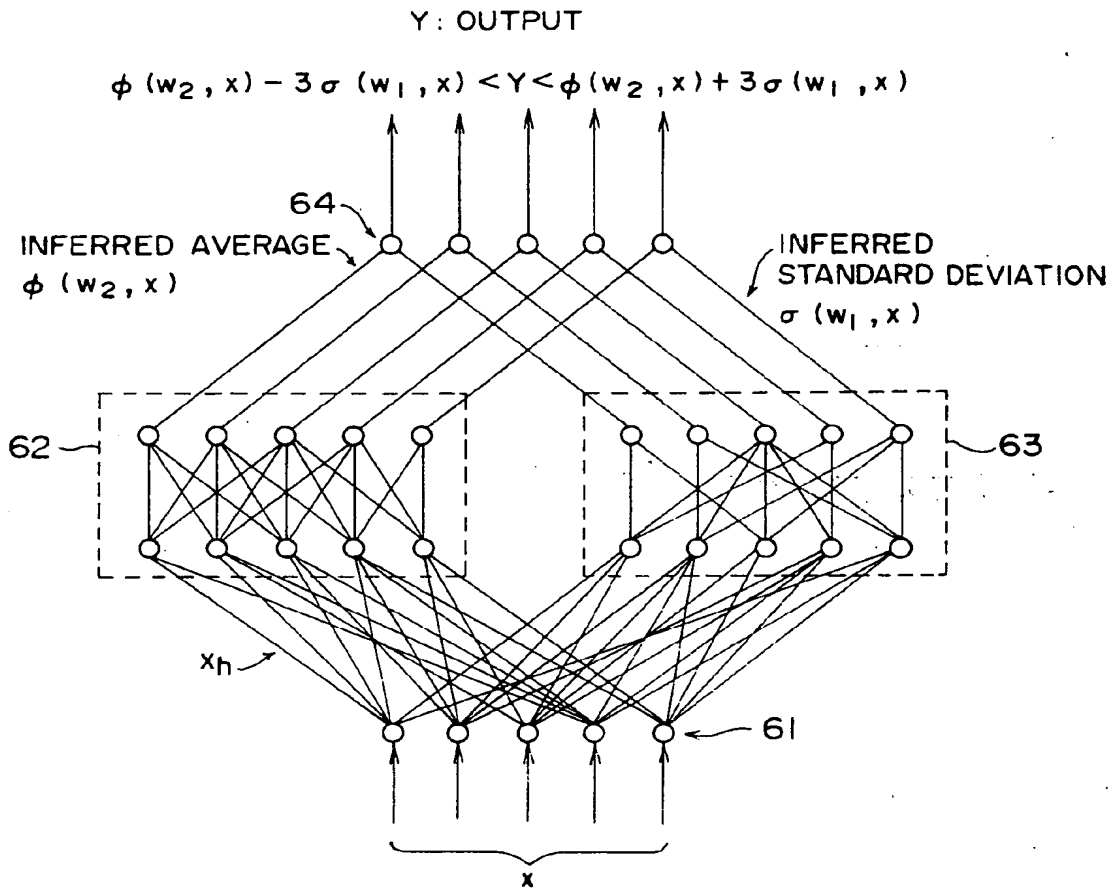 Y: OUTPUT
ϕ (w₂, x) − 3σ (w₁, x) < Y < ϕ (w₂, x) + 3σ (w₁, x)
64
INFERRED AVERAGE
ϕ (w₂, x)
INFERRED
STANDARD DEVIATION
σ (w₁, x)
62
63
xₕ
61
x